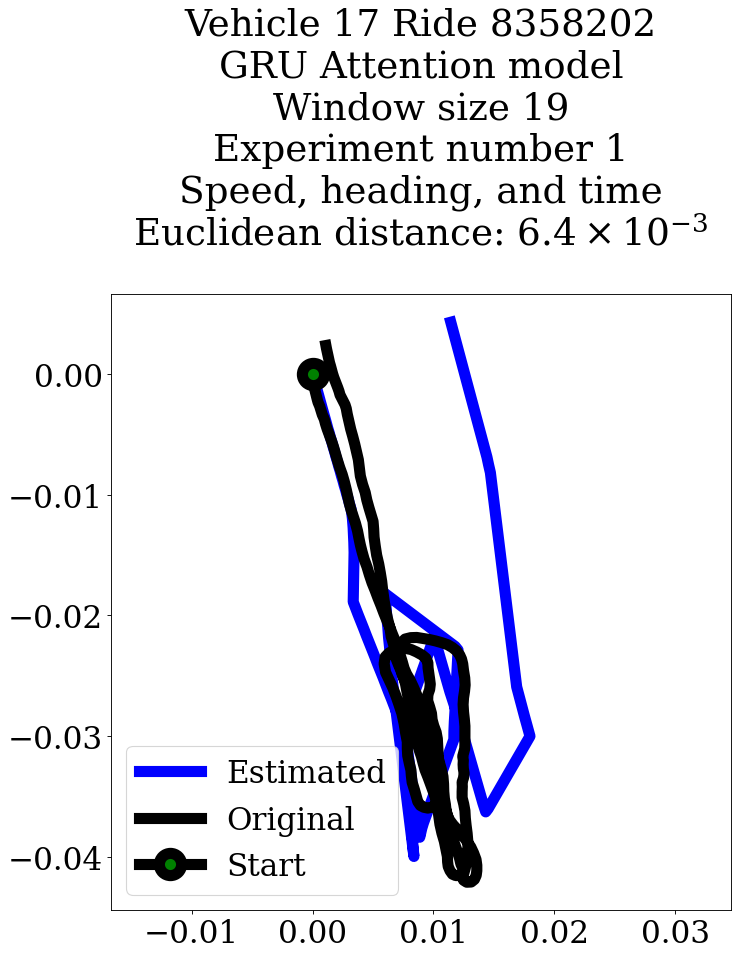 Vehicle 17 Ride 8358202
GRU Attention model
Window size 19
Experiment number 1
Speed, heading, and time
Euclidean distance: 6.4 × 10⁻³
0.00
−0.01
−0.02
−0.03
−0.04
Estimated
Original
Start
−0.01 0.00 0.01 0.02 0.03